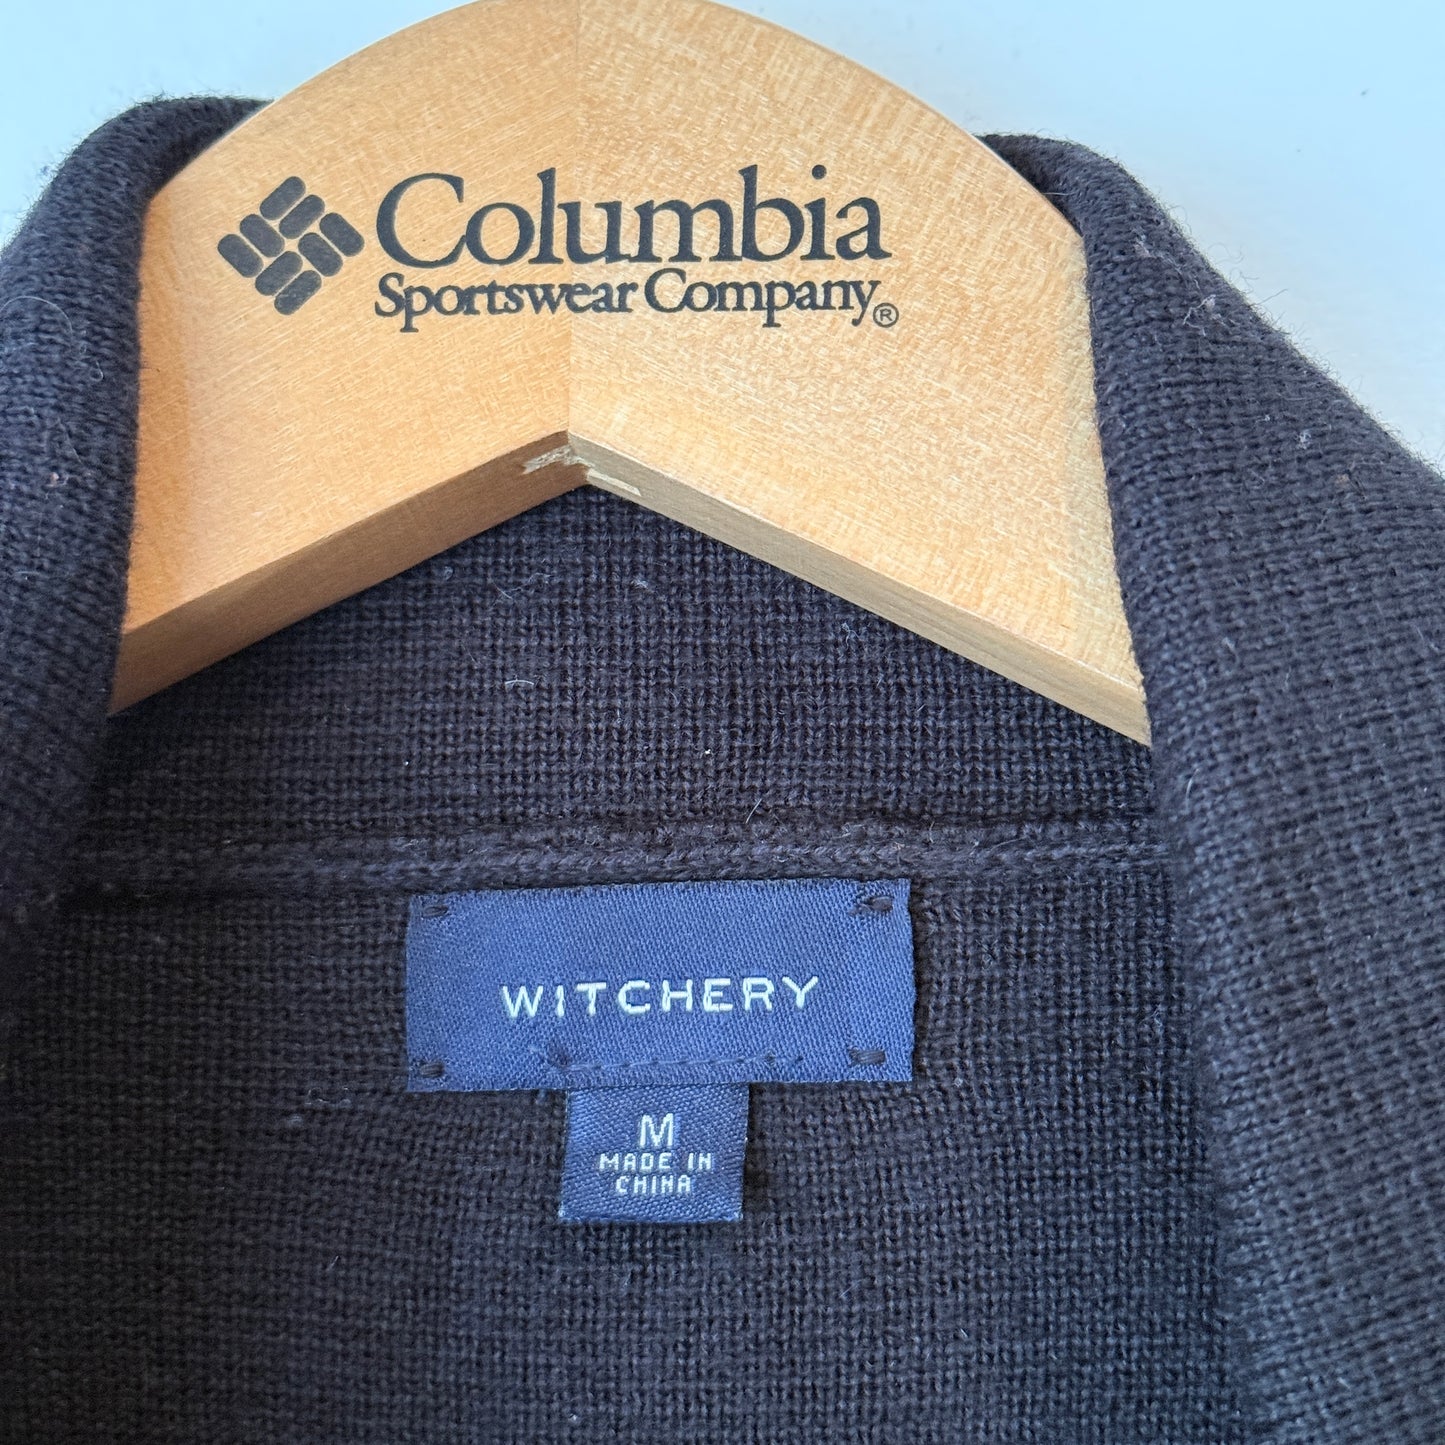 Columbia
Sportswear Company®
WITCHERY
M
MADE IN
CHINA